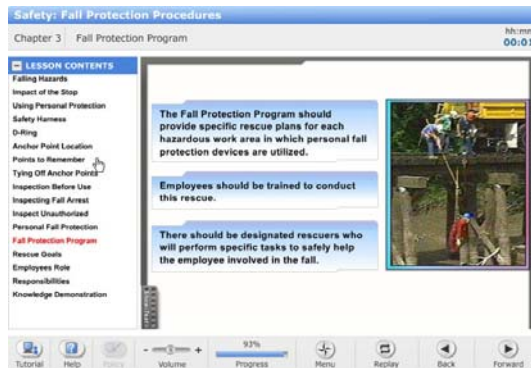 Safety: Fall Protection Procedures
Chapter 3 Fall Protection Program
hh:mm
00:01
LESSON CONTENTS
Falling Hazards
Impact of the Stop
Using Personal Protection
Safety Harness
D-Ring
Anchor Point Location
Points to Remember
Tying Off Anchor Points
Inspection Before Use
Inspecting Fall Arrest
Inspect Unauthorized
Personal Fall Protection
Fall Protection Program
Rescue Goals
Employees Role
Responsibilities
Knowledge Demonstration
The Fall Protection Program should
provide specific rescue plans for each
hazardous work area in which personal fall
protection devices are utilized.
Employees should be trained to conduct
this rescue.
There should be designated rescuers who
will perform specific tasks to safely help
the employee involved in the fall.
93%
Tutorial Help Policy - + Volume Progress Menu Replay Back Forward